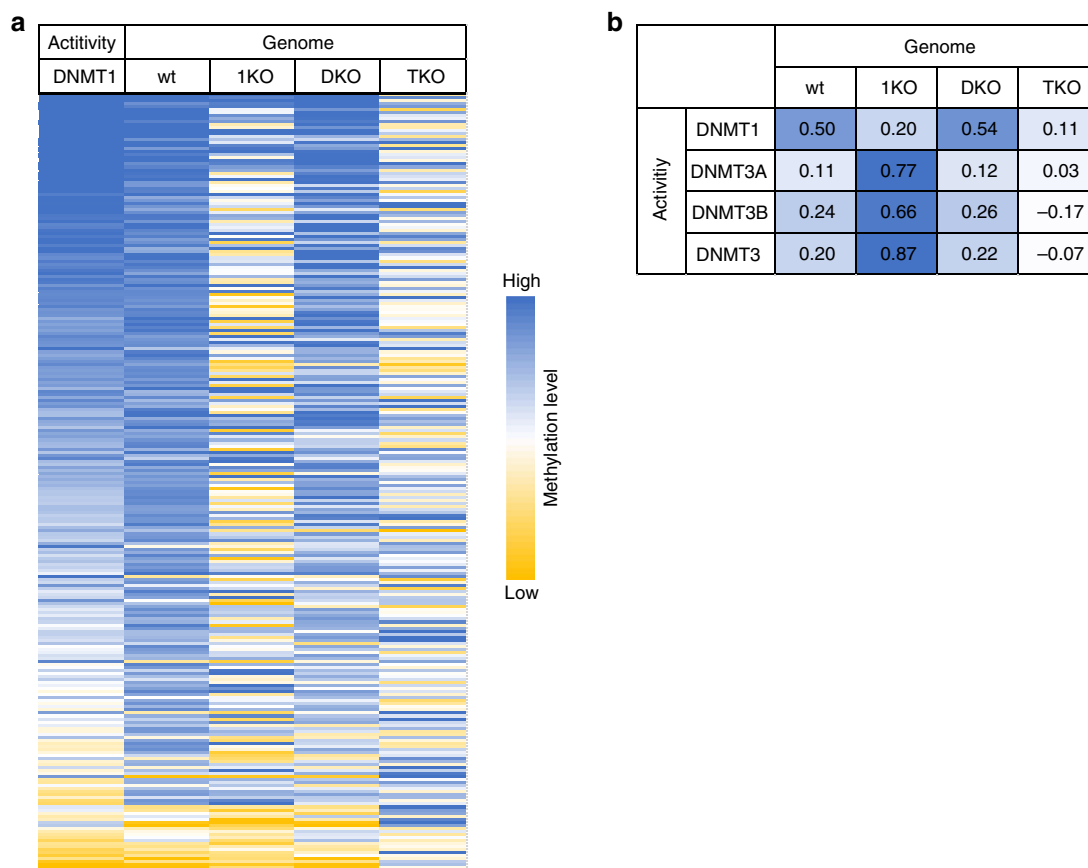 a
Actitivity Genome
DNMT1 wt 1KO DKO TKO
High
Methylation level
Low
b
Genome
wt 1KO DKO TKO
Activitiy
DNMT1 0.50 0.20 0.54 0.11
DNMT3A 0.11 0.77 0.12 0.03
DNMT3B 0.24 0.66 0.26 –0.17
DNMT3 0.20 0.87 0.22 –0.07